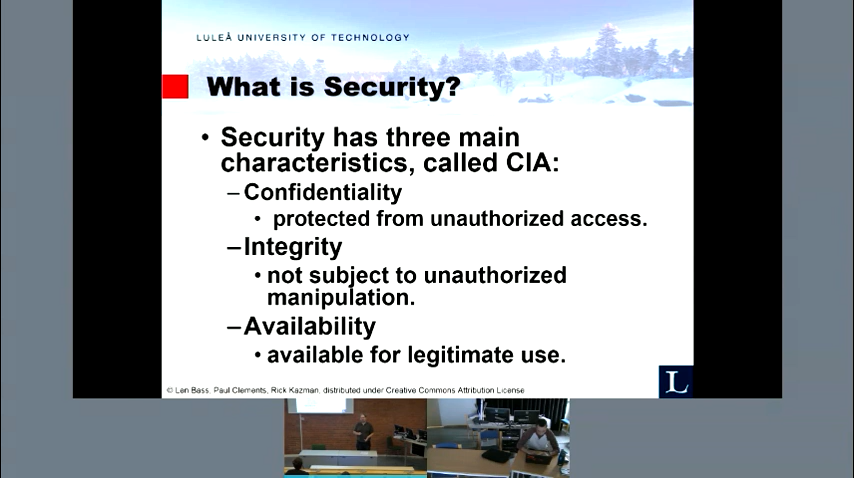 LULEÅ UNIVERSITY OF TECHNOLOGY
What is Security?
• Security has three main
characteristics, called CIA:
– Confidentiality
• protected from unauthorized access.
– Integrity
• not subject to unauthorized
manipulation.
– Availability
• available for legitimate use.
© Len Bass, Paul Clements, Rick Kazman, distributed under Creative Commons Attribution License
L